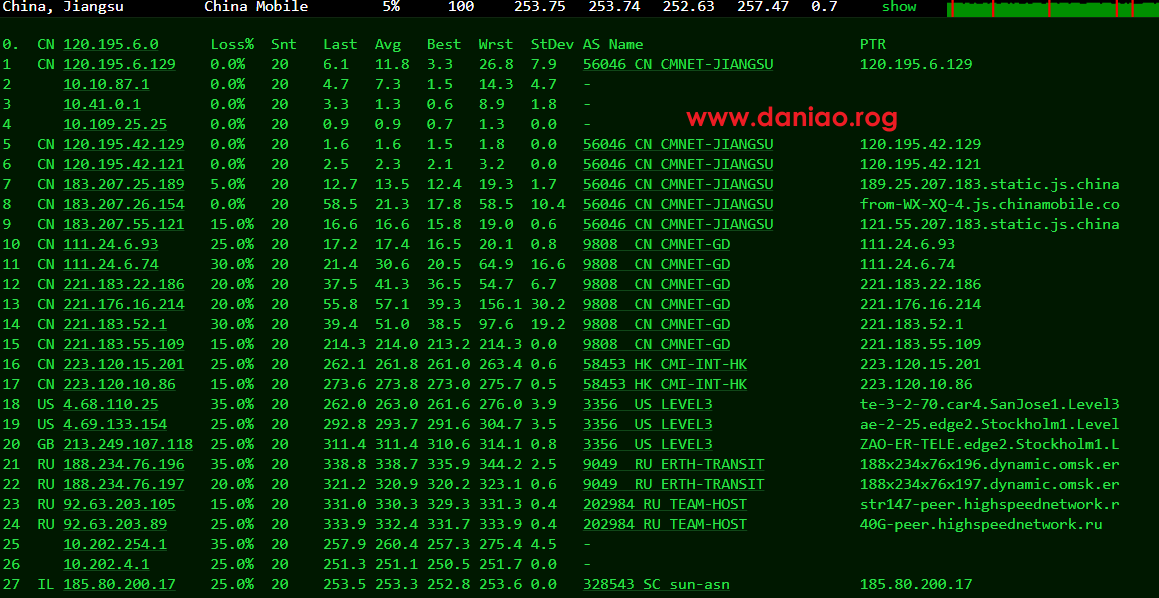 China, Jiangsu China Mobile 5% 100 253.75 253.74 252.63 257.47 0.7 show
0. CN 120.195.6.0 Loss% Snt Last Avg Best Wrst StDev AS Name PTR
1 CN 120.195.6.129 0.0% 20 6.1 11.8 3.3 26.8 7.9 56046 CN CMNET-JIANGSU 120.195.6.129
2 10.10.87.1 0.0% 20 4.7 7.3 1.5 14.3 4.7 -
3 10.41.0.1 0.0% 20 3.3 1.3 0.6 8.9 1.8 -
4 10.109.25.25 0.0% 20 0.9 0.9 0.7 1.3 0.0 -
www.daniao.rog
5 CN 120.195.42.129 0.0% 20 1.6 1.6 1.5 1.8 0.0 56046 CN CMNET-JIANGSU 120.195.42.129
6 CN 120.195.42.121 0.0% 20 2.5 2.3 2.1 3.2 0.0 56046 CN CMNET-JIANGSU 120.195.42.121
7 CN 183.207.25.189 5.0% 20 12.7 13.5 12.4 19.3 1.7 56046 CN CMNET-JIANGSU 189.25.207.183.static.js.china
8 CN 183.207.26.154 0.0% 20 58.5 21.3 17.8 58.5 10.4 56046 CN CMNET-JIANGSU from-WX-XQ-4.js.chinamobile.co
9 CN 183.207.55.121 15.0% 20 16.6 16.6 15.8 19.0 0.6 56046 CN CMNET-JIANGSU 121.55.207.183.static.js.china
10 CN 111.24.6.93 25.0% 20 17.2 17.4 16.5 20.1 0.8 9808 CN CMNET-GD 111.24.6.93
11 CN 111.24.6.74 30.0% 20 21.4 30.6 20.5 64.9 16.6 9808 CN CMNET-GD 111.24.6.74
12 CN 221.183.22.186 20.0% 20 37.5 41.3 36.5 54.7 6.7 9808 CN CMNET-GD 221.183.22.186
13 CN 221.176.16.214 20.0% 20 55.8 57.1 39.3 156.1 30.2 9808 CN CMNET-GD 221.176.16.214
14 CN 221.183.52.1 30.0% 20 39.4 51.0 38.5 97.6 19.2 9808 CN CMNET-GD 221.183.52.1
15 CN 221.183.55.109 15.0% 20 214.3 214.0 213.2 214.3 0.0 9808 CN CMNET-GD 221.183.55.109
16 CN 223.120.15.201 25.0% 20 262.1 261.8 261.0 263.4 0.6 58453 HK CMI-INT-HK 223.120.15.201
17 CN 223.120.10.86 15.0% 20 273.6 273.8 273.0 275.7 0.5 58453 HK CMI-INT-HK 223.120.10.86
18 US 4.68.110.25 35.0% 20 262.0 263.0 261.6 276.0 3.9 3356 US LEVEL3 te-3-2-70.car4.SanJose1.Level3
19 US 4.69.133.154 25.0% 20 292.8 293.7 291.6 304.7 3.5 3356 US LEVEL3 ae-2-25.edge2.Stockholm1.Level
20 GB 213.249.107.118 20.0% 20 311.4 311.4 310.6 314.1 0.8 3356 US LEVEL3 ZAO-ER-TELE.edge2.Stockholm1.L
21 RU 188.234.76.196 35.0% 20 338.8 338.7 335.9 344.2 2.5 9049 RU ERTH-TRANSIT 188x234x76x196.dynamic.omsk.er
22 RU 188.234.76.197 20.0% 20 321.2 320.9 320.2 323.1 0.6 9049 RU ERTH-TRANSIT 188x234x76x197.dynamic.omsk.er
23 RU 92.63.203.105 15.0% 20 331.0 330.3 329.3 331.3 0.4 202984 RU TEAM-HOST str147-peer.highspeednetwork.r
24 RU 92.63.203.89 25.0% 20 333.9 332.4 331.7 333.9 0.4 202984 RU TEAM-HOST 40G-peer.highspeednetwork.ru
25 10.202.254.1 35.0% 20 257.9 260.4 257.3 275.4 4.5 -
26 10.202.4.1 25.0% 20 251.3 251.1 250.5 251.7 0.0 -
27 IL 185.80.200.17 25.0% 20 253.5 253.3 252.8 253.6 0.0 328543 SC sun-asn 185.80.200.17